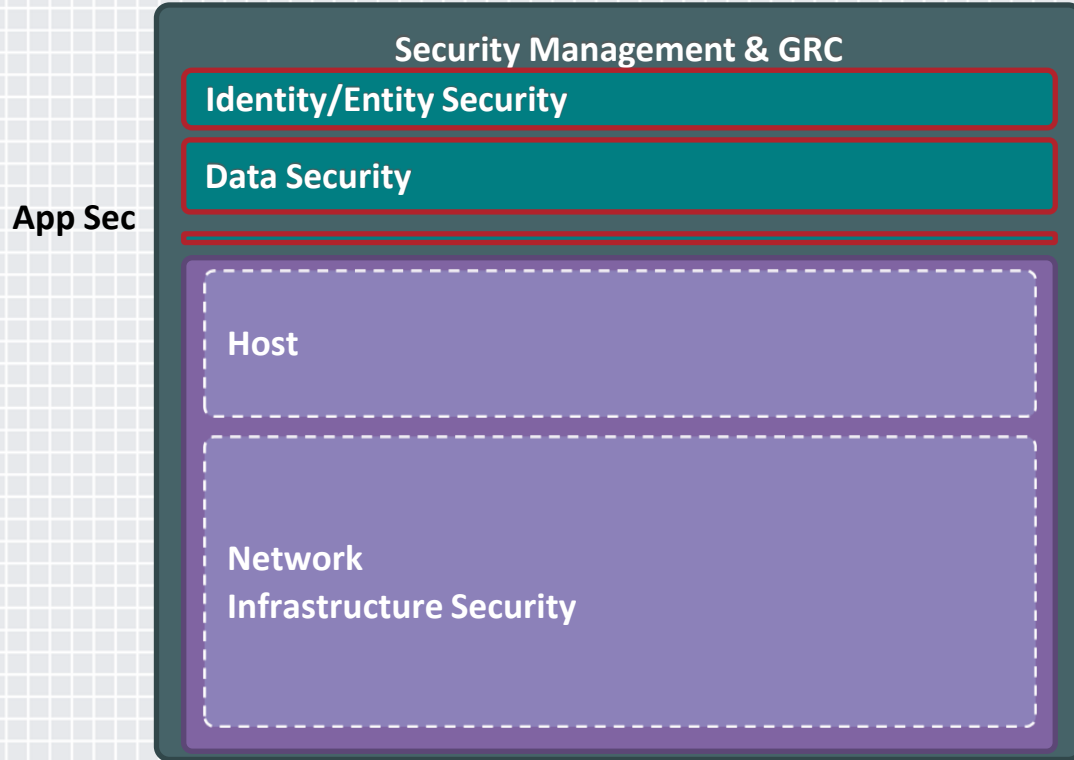 Security Management & GRC
Identity/Entity Security
Data Security
App Sec
Host
Network
Infrastructure Security